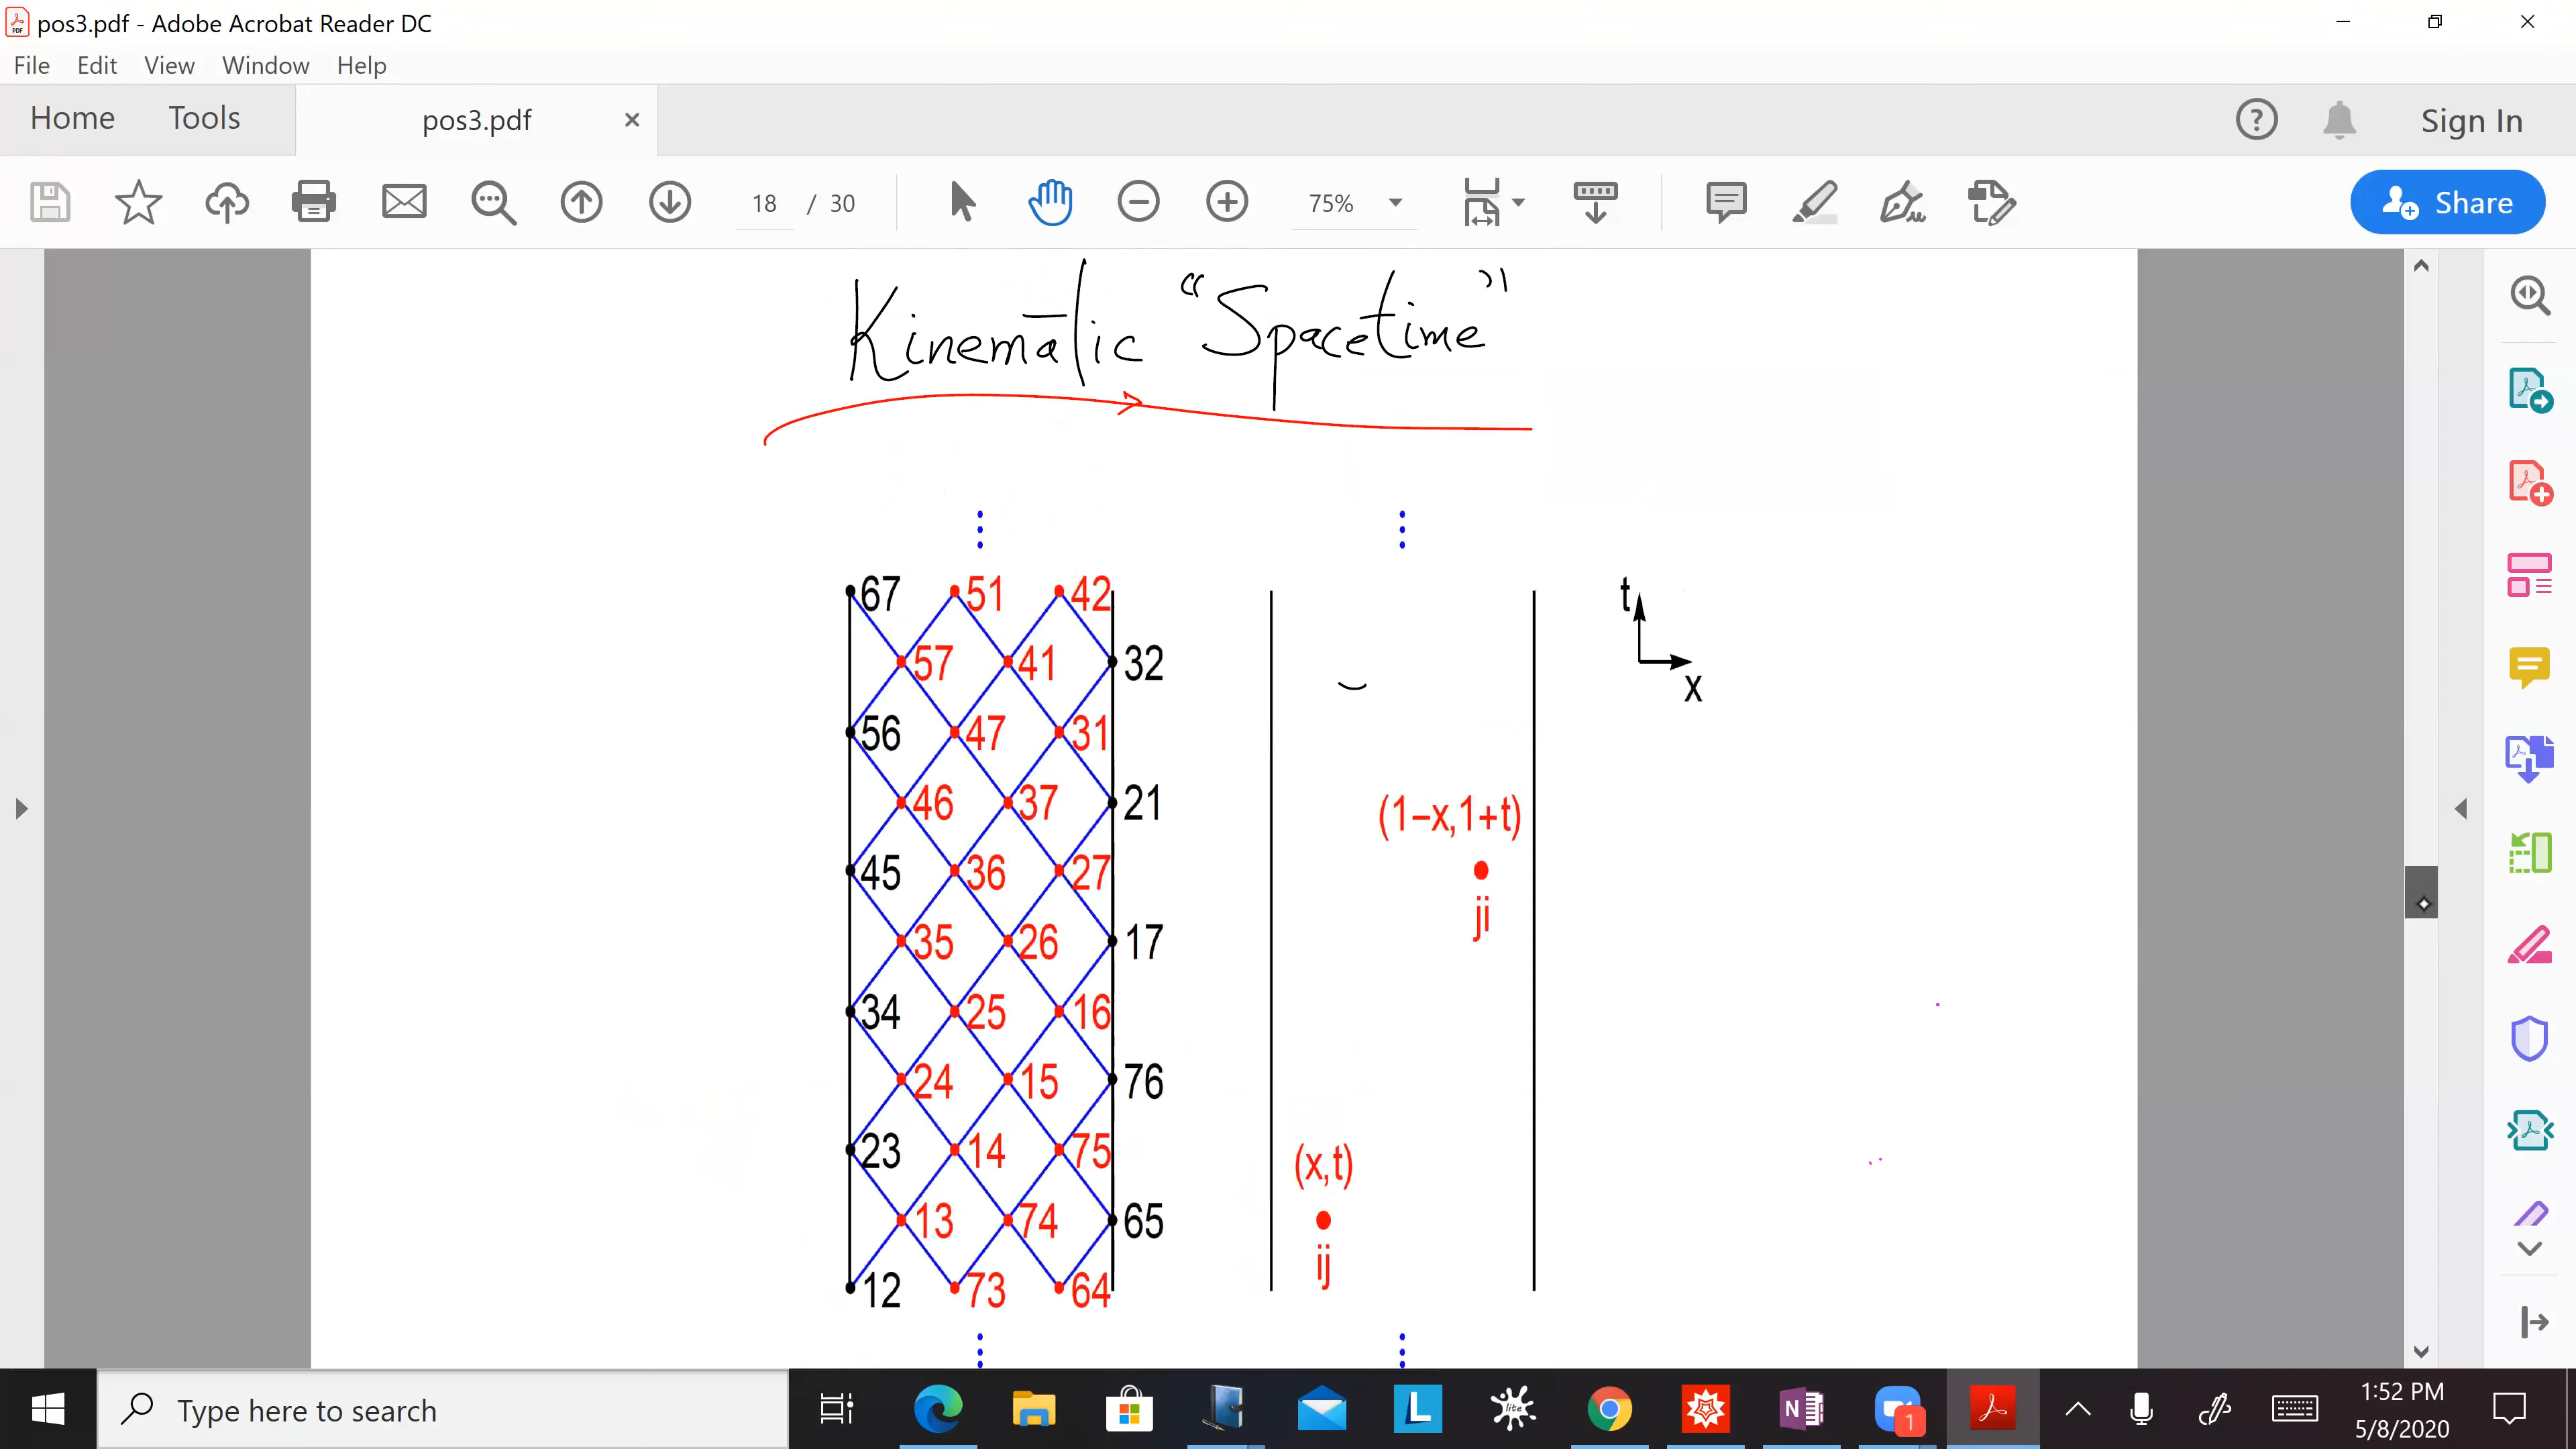 pos3.pdf - Adobe Acrobat Reader DC
File Edit View Window Help
Home Tools pos3.pdf Sign In
18 / 30 75% Share
Kinematic "Spacetime"
67 51 42
57 41 32
56 47 31
46 37 21
45 36 27
35 26 17
34 25 16
24 15 76
23 14 75
13 74 65
12 73 64
(1−x,1+t)
ji
(x,t)
ij
t
x
Type here to search
lite
L
N
1
1:52 PM
5/8/2020